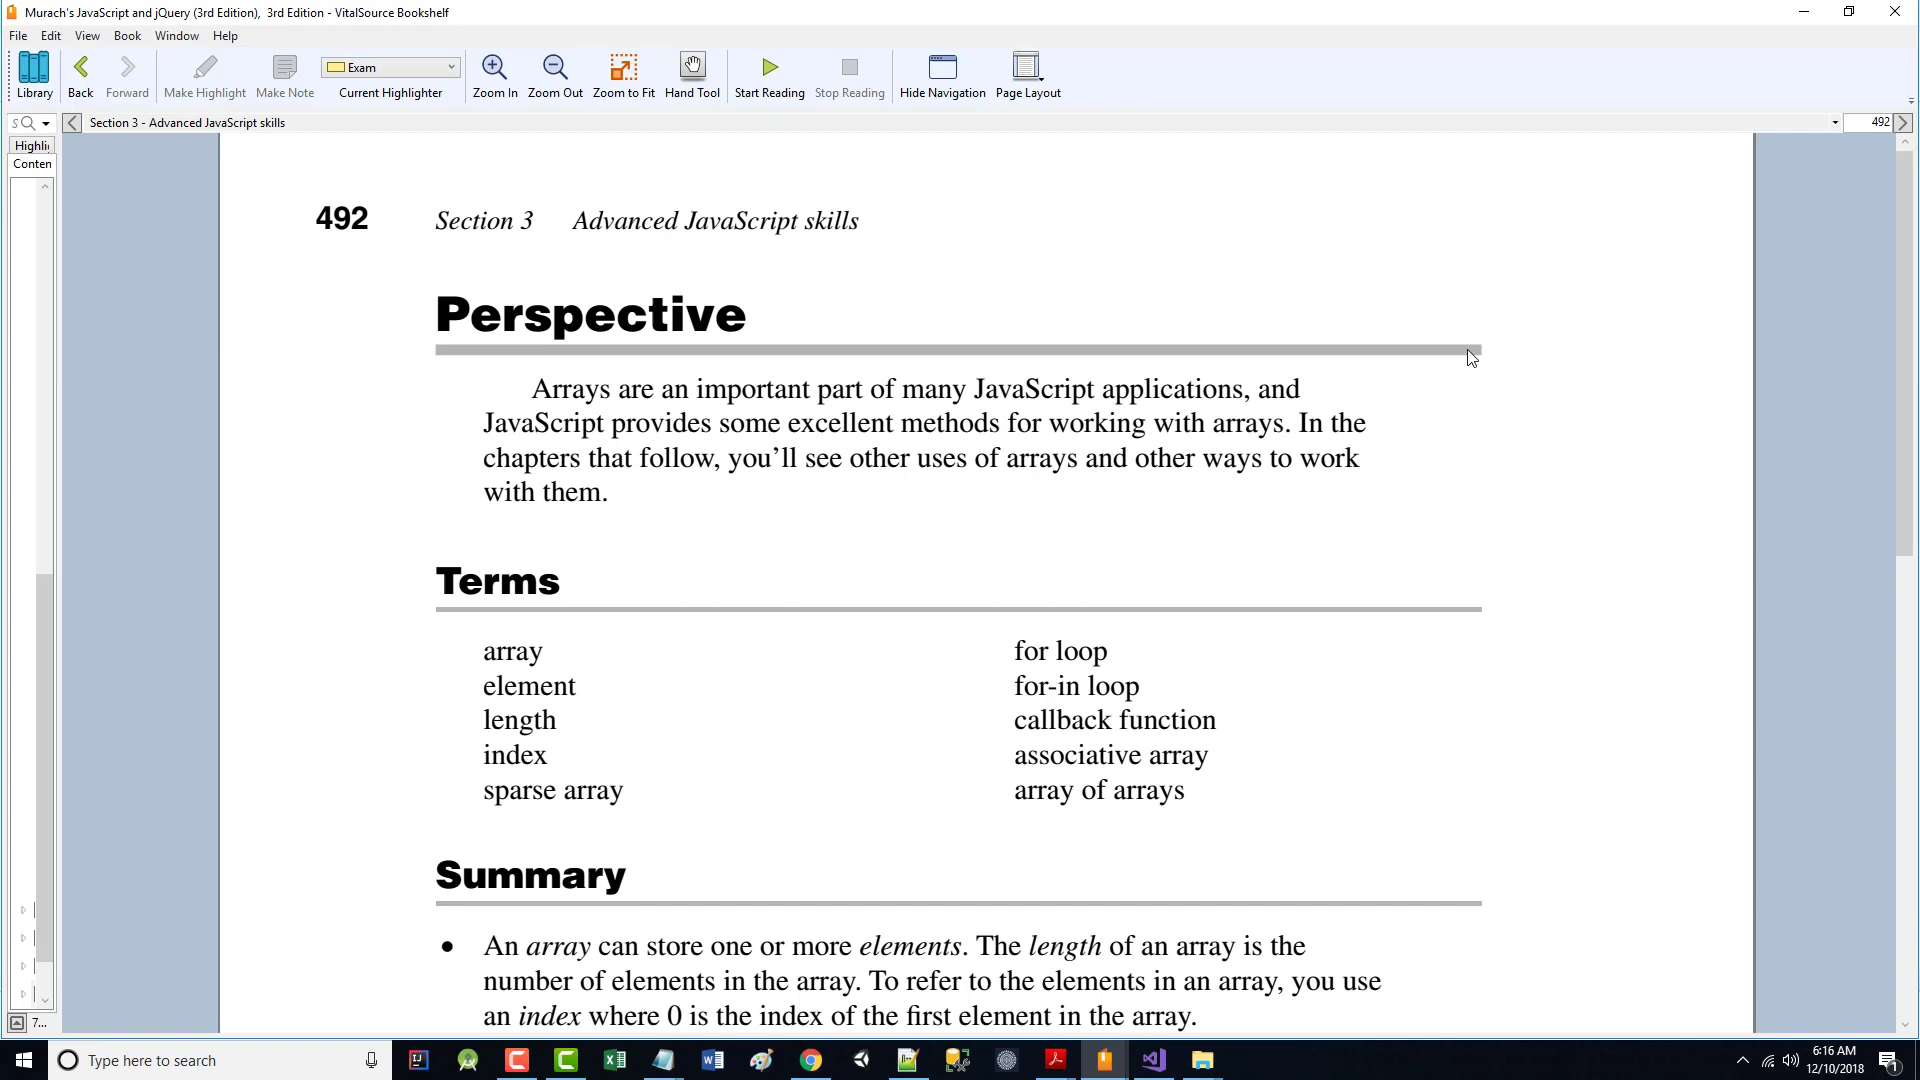 Murach's JavaScript and jQuery (3rd Edition),  3rd Edition - VitalSource Bookshelf
File Edit View Book Window Help
Exam
Library Back Forward Make Highlight Make Note Current Highlighter Zoom In Zoom Out Zoom to Fit Hand Tool Start Reading Stop Reading Hide Navigation Page Layout
S Section 3 - Advanced JavaScript skills 492
Highli
Conten
492 Section 3 Advanced JavaScript skills
Perspective
Arrays are an important part of many JavaScript applications, and
JavaScript provides some excellent methods for working with arrays. In the
chapters that follow, you’ll see other uses of arrays and other ways to work
with them.
Terms
array
element
length
index
sparse array
for loop
for-in loop
callback function
associative array
array of arrays
Summary
• An array can store one or more elements. The length of an array is the
number of elements in the array. To refer to the elements in an array, you use
an index where 0 is the index of the first element in the array.
7...
Type here to search
6:16 AM
12/10/2018
1